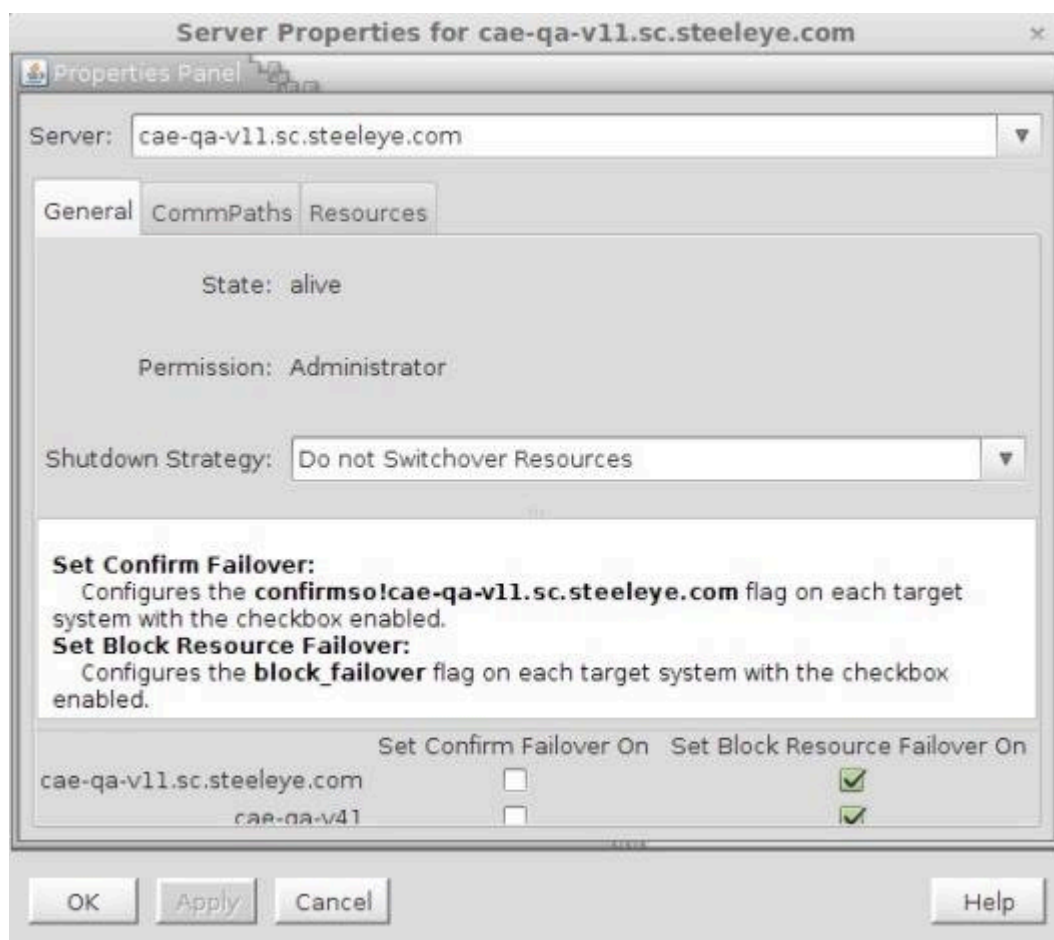 Server Properties for cae-qa-v11.sc.steeleye.com
Properties Panel
Server: cae-qa-v11.sc.steeleye.com
General CommPaths Resources
State: alive
Permission: Administrator
Shutdown Strategy: Do not Switchover Resources
Set Confirm Failover:
Configures the confirmso!cae-qa-v11.sc.steeleye.com flag on each target
system with the checkbox enabled.
Set Block Resource Failover:
Configures the block_failover flag on each target system with the checkbox
enabled.
Set Confirm Failover On Set Block Resource Failover On
cae-qa-v11.sc.steeleye.com
cae-qa-v41
OK Apply Cancel Help